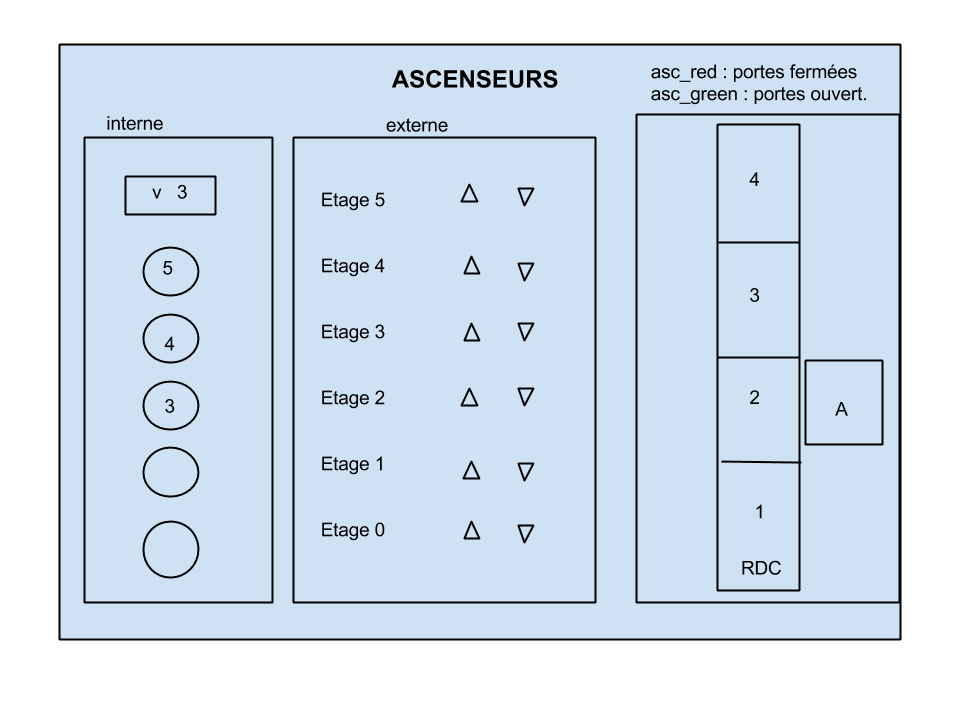 ASCENSEURS
asc_red : portes fermées
asc_green : portes ouvert.
interne
v 3
5
4
3
externe
Etage 5
Etage 4
Etage 3
Etage 2
Etage 1
Etage 0
4
3
2
A
1
RDC